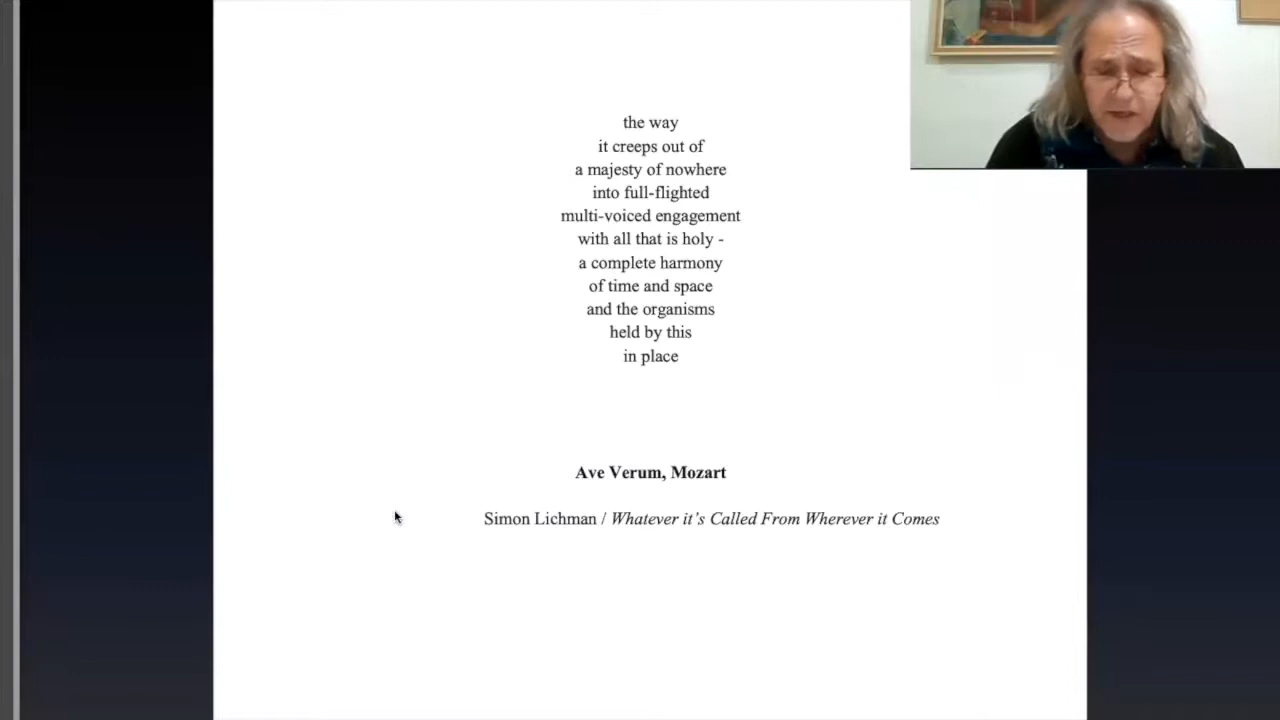 the way
it creeps out of
a majesty of nowhere
into full-flighted
multi-voiced engagement
with all that is holy -
a complete harmony
of time and space
and the organisms
held by this
in place
Ave Verum, Mozart
Simon Lichman / Whatever it’s Called From Wherever it Comes